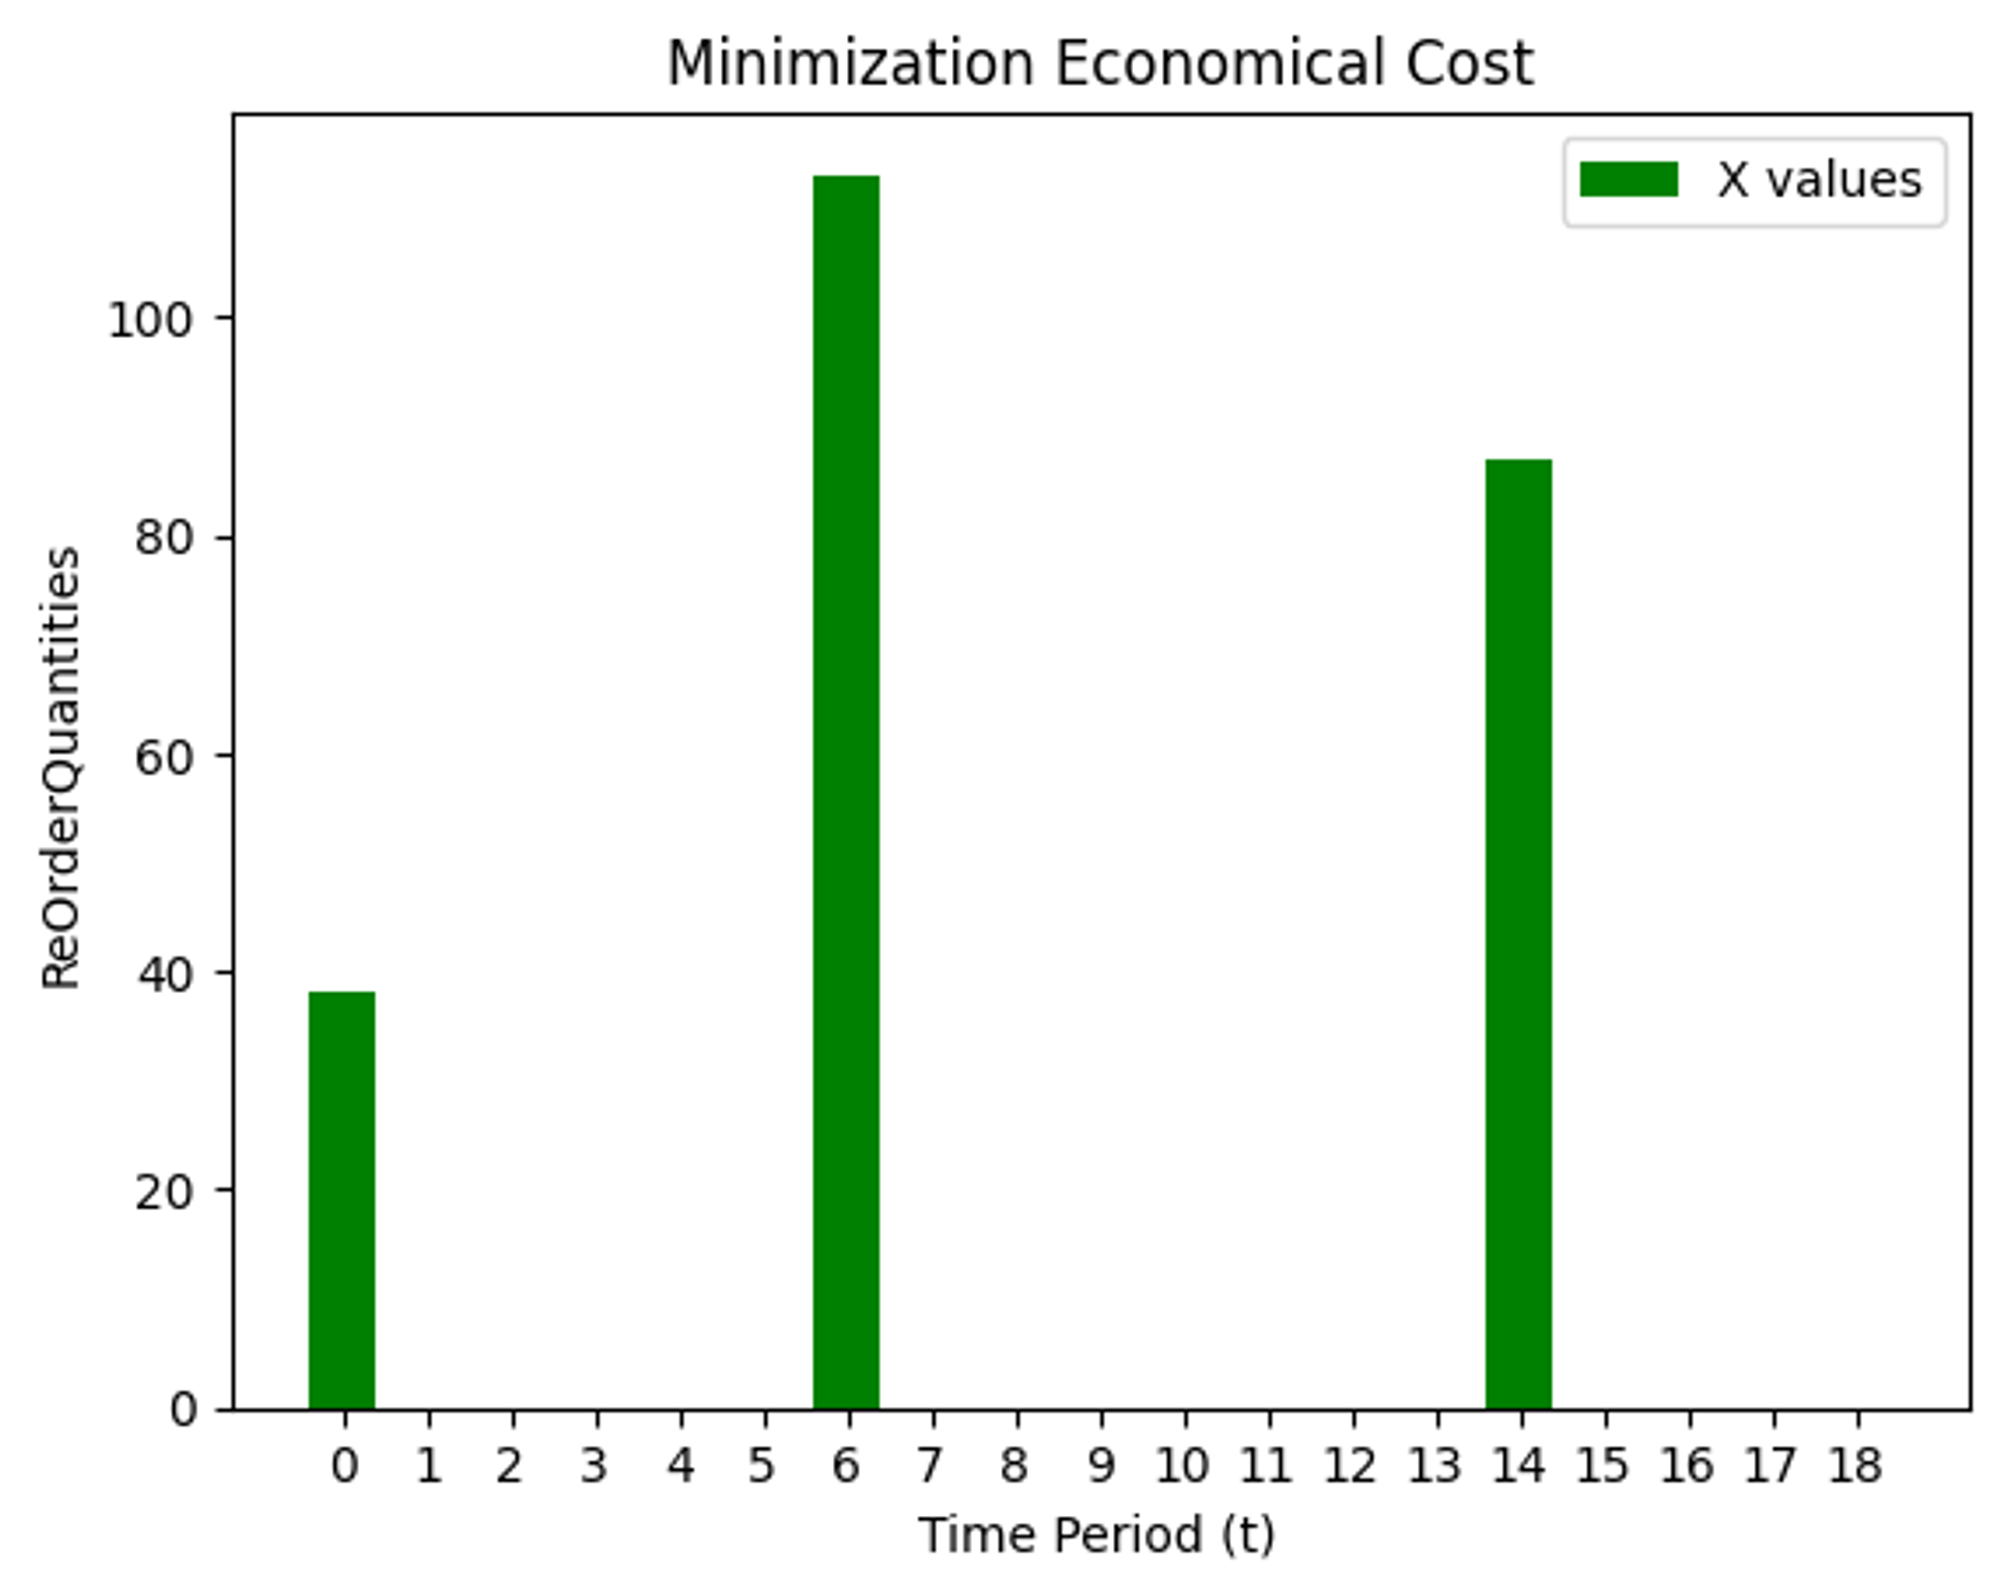 Minimization Economical Cost
X values
ReOrderQuantities
100
80
60
40
20
0
0 1 2 3 4 5 6 7 8 9 10 11 12 13 14 15 16 17 18
Time Period (t)